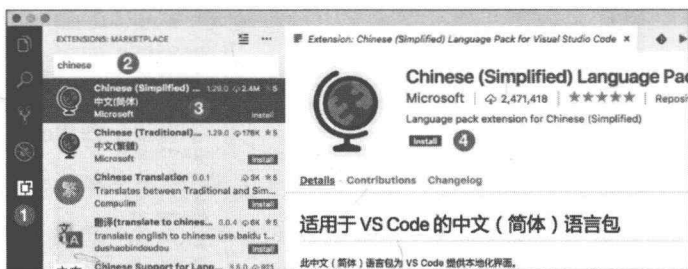 EXTENSIONS: MARKETPLACE
chinese
2
Chinese (Simplified) ... 1.29.0 2.4M 5
中文(简体)
3
Microsoft Install
Chinese (Traditional)... 1.29.0 178K 5
中文(繁體)
Microsoft Install
Chinese Translation 0.0.1 3K 5
Translates between Traditional and Sim...
Compulim Install
1
翻译(translate to chines... 0.0.4 6K 5
translate english to chinese use baidu t...
dushaobindoudou Install
Chinese Support for Langu...
Extension: Chinese (Simplified) Language Pack for Visual Studio Code ×
Chinese (Simplified) Language Pac
Microsoft 2,471,418 Reposi
Language pack extension for Chinese (Simplified)
Install 4
Details Contributions Changelog
适用于 VS Code 的中文（简体）语言包
此中文（简体）语言包为 VS Code 提供本地化界面。